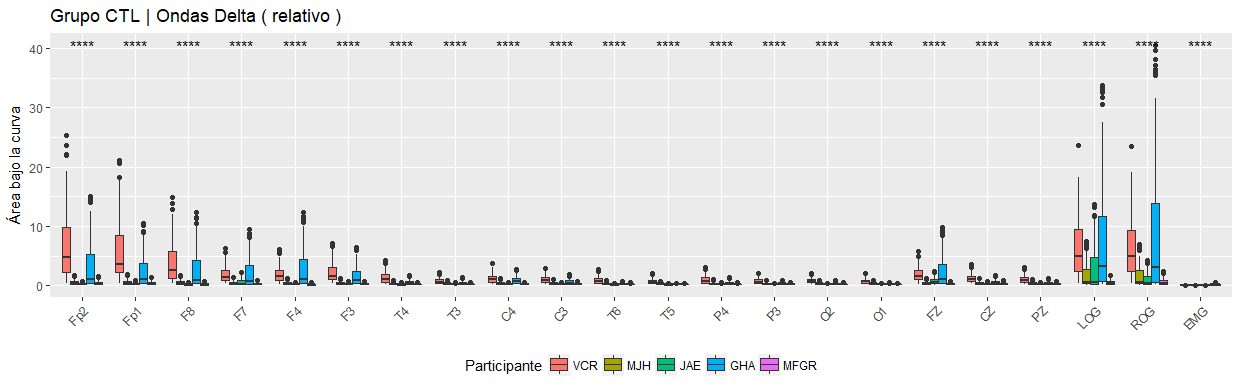 Grupo CTL | Ondas Delta ( relativo )
**** **** **** **** **** **** **** **** **** **** **** **** **** **** **** **** **** **** **** **** **** ****
40
30
20
10
0
Área bajo la curva
Fp2 Fp1 F8 F7 F4 F3 T4 T3 C4 C3 T6 T5 P4 P3 O2 O1 FZ CZ PZ LOG ROG EMG
Participante VCR MJH JAE GHA MFGR